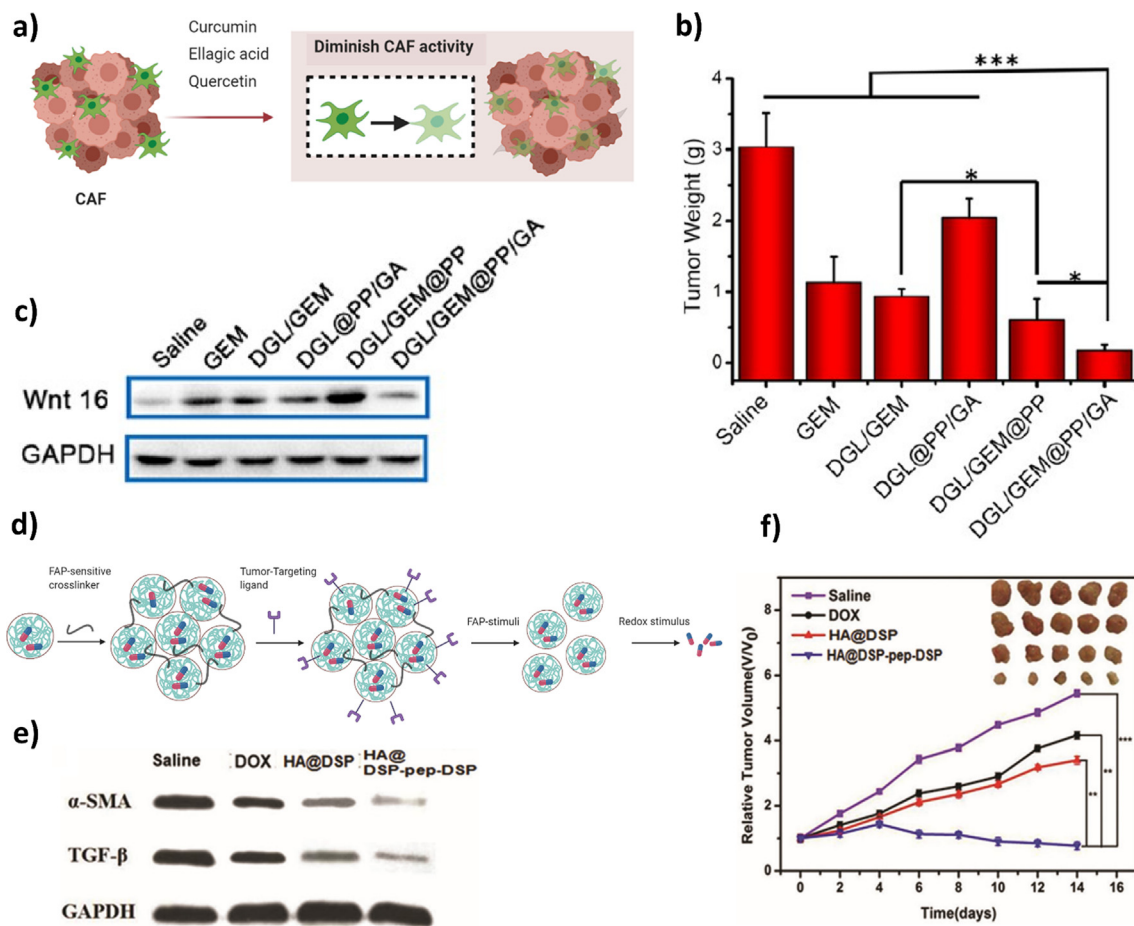 a)
Curcumin
Ellagic acid
Quercetin
Diminish CAF activity
CAF
b)
***
*
*
Tumor Weight (g)
4
3
2
1
0
Saline
GEM
DGL/GEM
DGL@PP/GA
DGL/GEM@PP
DGL/GEM@PP/GA
c)
Saline
GEM
DGL/GEM
DGL@PP/GA
DGL/GEM@PP
DGL/GEM@PP/GA
Wnt 16
GAPDH
d)
FAP-sensitive
crosslinker
Tumor-Targeting
ligand
FAP-stimuli
Redox stimulus
e)
Saline
DOX
HA@DSP
HA@
DSP-pep-DSP
α-SMA
TGF-β
GAPDH
f)
Saline
DOX
HA@DSP
HA@DSP-pep-DSP
***
**
**
Relative Tumor Volume(V/V0)
8
6
4
2
0
0 2 4 6 8 10 12 14 16
Time(days)